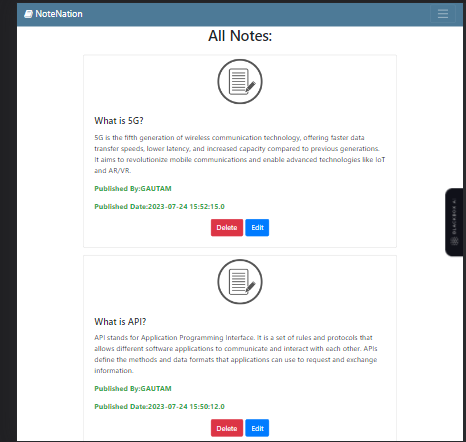 NoteNation
All Notes:
What is 5G?
5G is the fifth generation of wireless communication technology, offering faster data
transfer speeds, lower latency, and increased capacity compared to previous generations.
It aims to revolutionize mobile communications and enable advanced technologies like IoT
and AR/VR.
Published By:GAUTAM
Published Date:2023-07-24 15:52:15.0
Delete Edit
What is API?
API stands for Application Programming Interface. It is a set of rules and protocols that
allows different software applications to communicate and interact with each other. APIs
define the methods and data formats that applications can use to request and exchange
information.
Published By:GAUTAM
Published Date:2023-07-24 15:50:12.0
Delete Edit